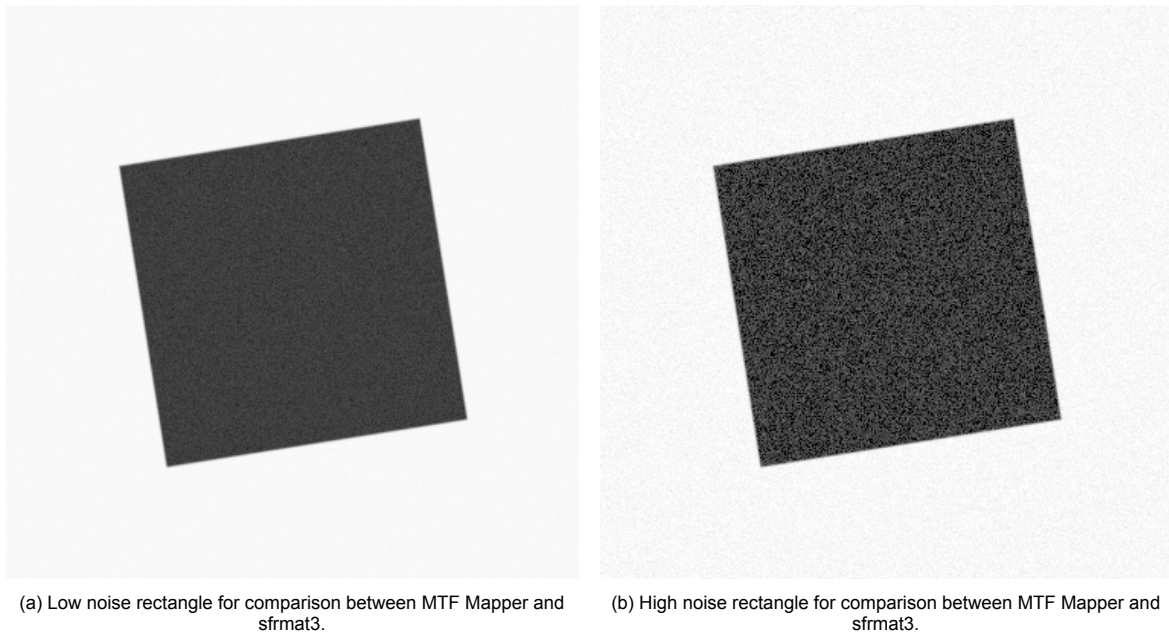 (a) Low noise rectangle for comparison between MTF Mapper and
sfrmat3.
(b) High noise rectangle for comparison between MTF Mapper and
sfrmat3.